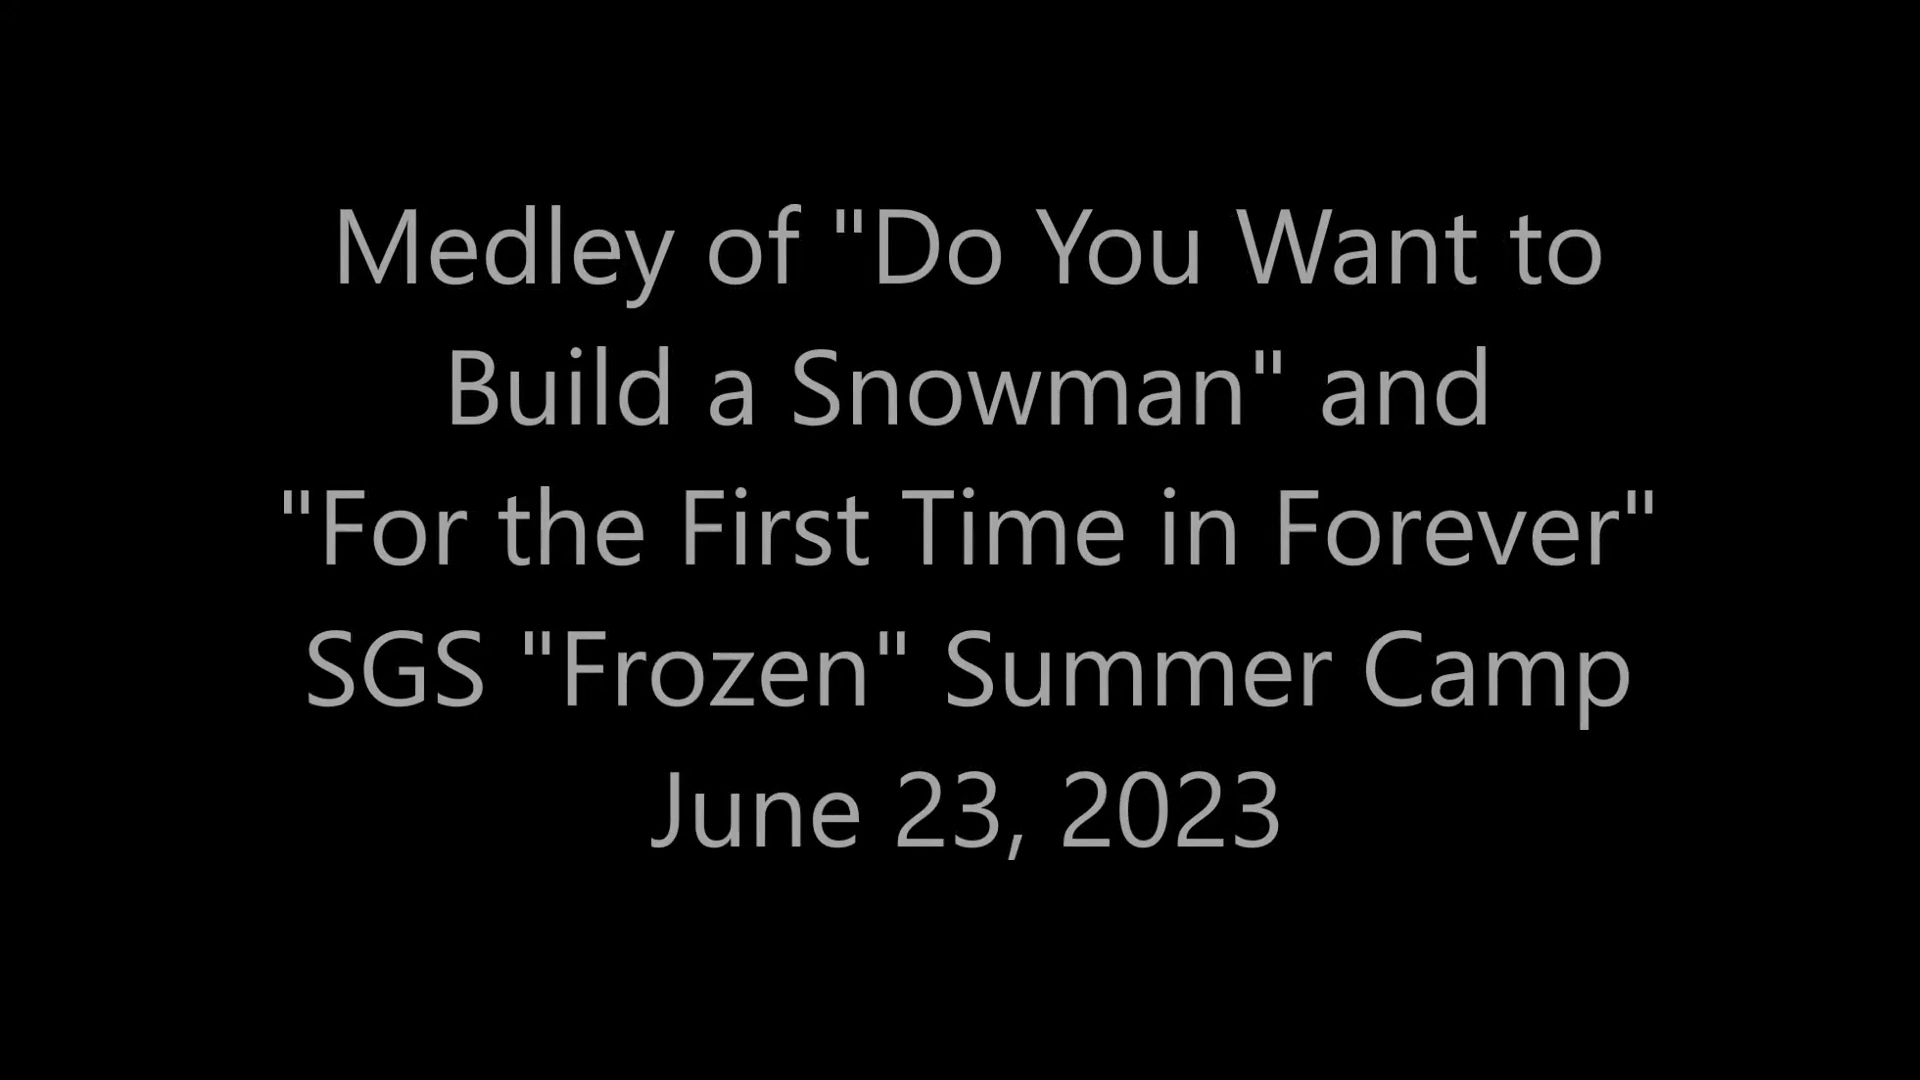 Medley of "Do You Want to
Build a Snowman" and
"For the First Time in Forever"
SGS "Frozen" Summer Camp
June 23, 2023